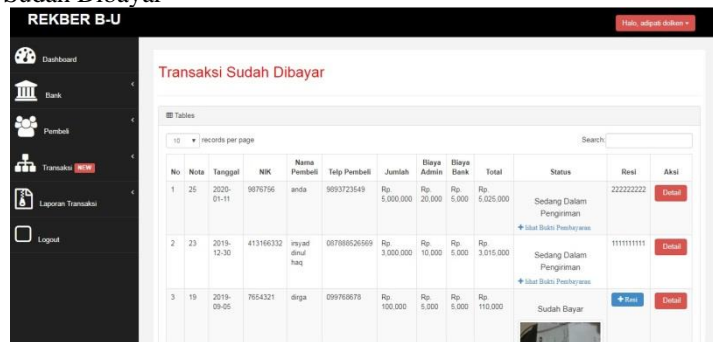 Sudah Dibayar
REKBER B-U
Halo, adipati dolken
Dashboard
Transaksi Sudah Dibayar
Bank
Tables
Pembeli
10 records per page
Search:
Transaksi NEW
No Nota Tanggal NIK Nama Pembeli Telp Pembeli Jumlah Biaya Admin Biaya Bank Total Status Resi Aksi
Laporan Transaksi
Logout
1 25 2020-01-11 9876756 anda 9893723549 Rp. 5,000,000 Rp. 20,000 Rp. 5,000 Rp. 5,025,000 Sedang Dalam Pengiriman 222222222 Detail
+ lihat Bukti Pembayaran
2 23 2019-12-30 413166332 irsyad dinul haq 087888526569 Rp. 3,000,000 Rp. 10,000 Rp. 5,000 Rp. 3,015,000 Sedang Dalam Pengiriman 1111111111 Detail
+ lihat Bukti Pembayaran
3 19 2019-09-05 7654321 dirga 099768678 Rp. 100,000 Rp. 5,000 Rp. 5,000 Rp. 110,000 Sudah Bayar + Resi Detail